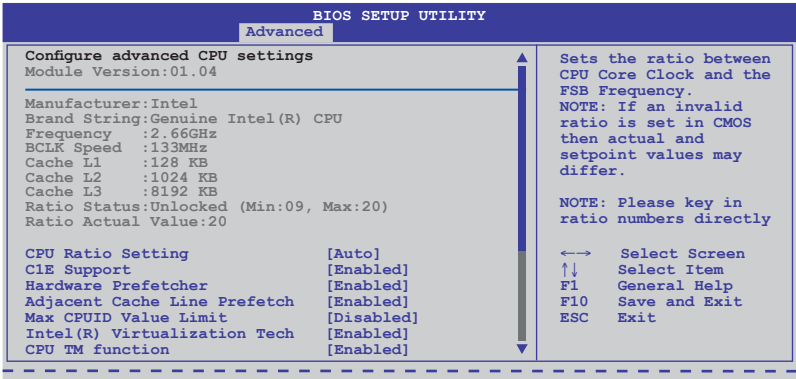 BIOS SETUP UTILITY
Advanced
Configure advanced CPU settings
Module Version:01.04
Manufacturer:Intel
Brand String:Genuine Intel(R) CPU
Frequency :2.66GHz
BCLK Speed :133MHz
Cache L1 :128 KB
Cache L2 :1024 KB
Cache L3 :8192 KB
Ratio Status:Unlocked (Min:09, Max:20)
Ratio Actual Value:20
CPU Ratio Setting [Auto]
C1E Support [Enabled]
Hardware Prefetcher [Enabled]
Adjacent Cache Line Prefetch [Enabled]
Max CPUID Value Limit [Disabled]
Intel(R) Virtualization Tech [Enabled]
CPU TM function [Enabled]
Sets the ratio between
CPU Core Clock and the
FSB Frequency.
NOTE: If an invalid
ratio is set in CMOS
then actual and
setpoint values may
differ.
NOTE: Please key in
ratio numbers directly
←→ Select Screen
↑↓ Select Item
F1 General Help
F10 Save and Exit
ESC Exit